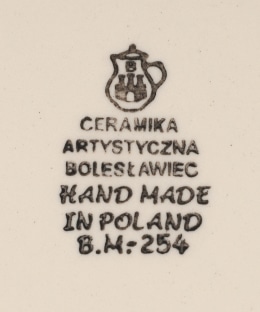 B
CERAMIKA
ARTYSTYCZNA
BOLESŁAWIEC
HAND MADE
IN POLAND
B.M.-254